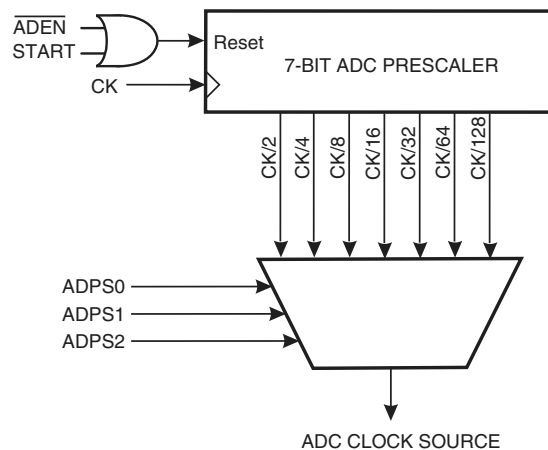 ADEN
START
Reset
7-BIT ADC PRESCALER
CK
CK/2
CK/4
CK/8
CK/16
CK/32
CK/64
CK/128
ADPS0
ADPS1
ADPS2
ADC CLOCK SOURCE